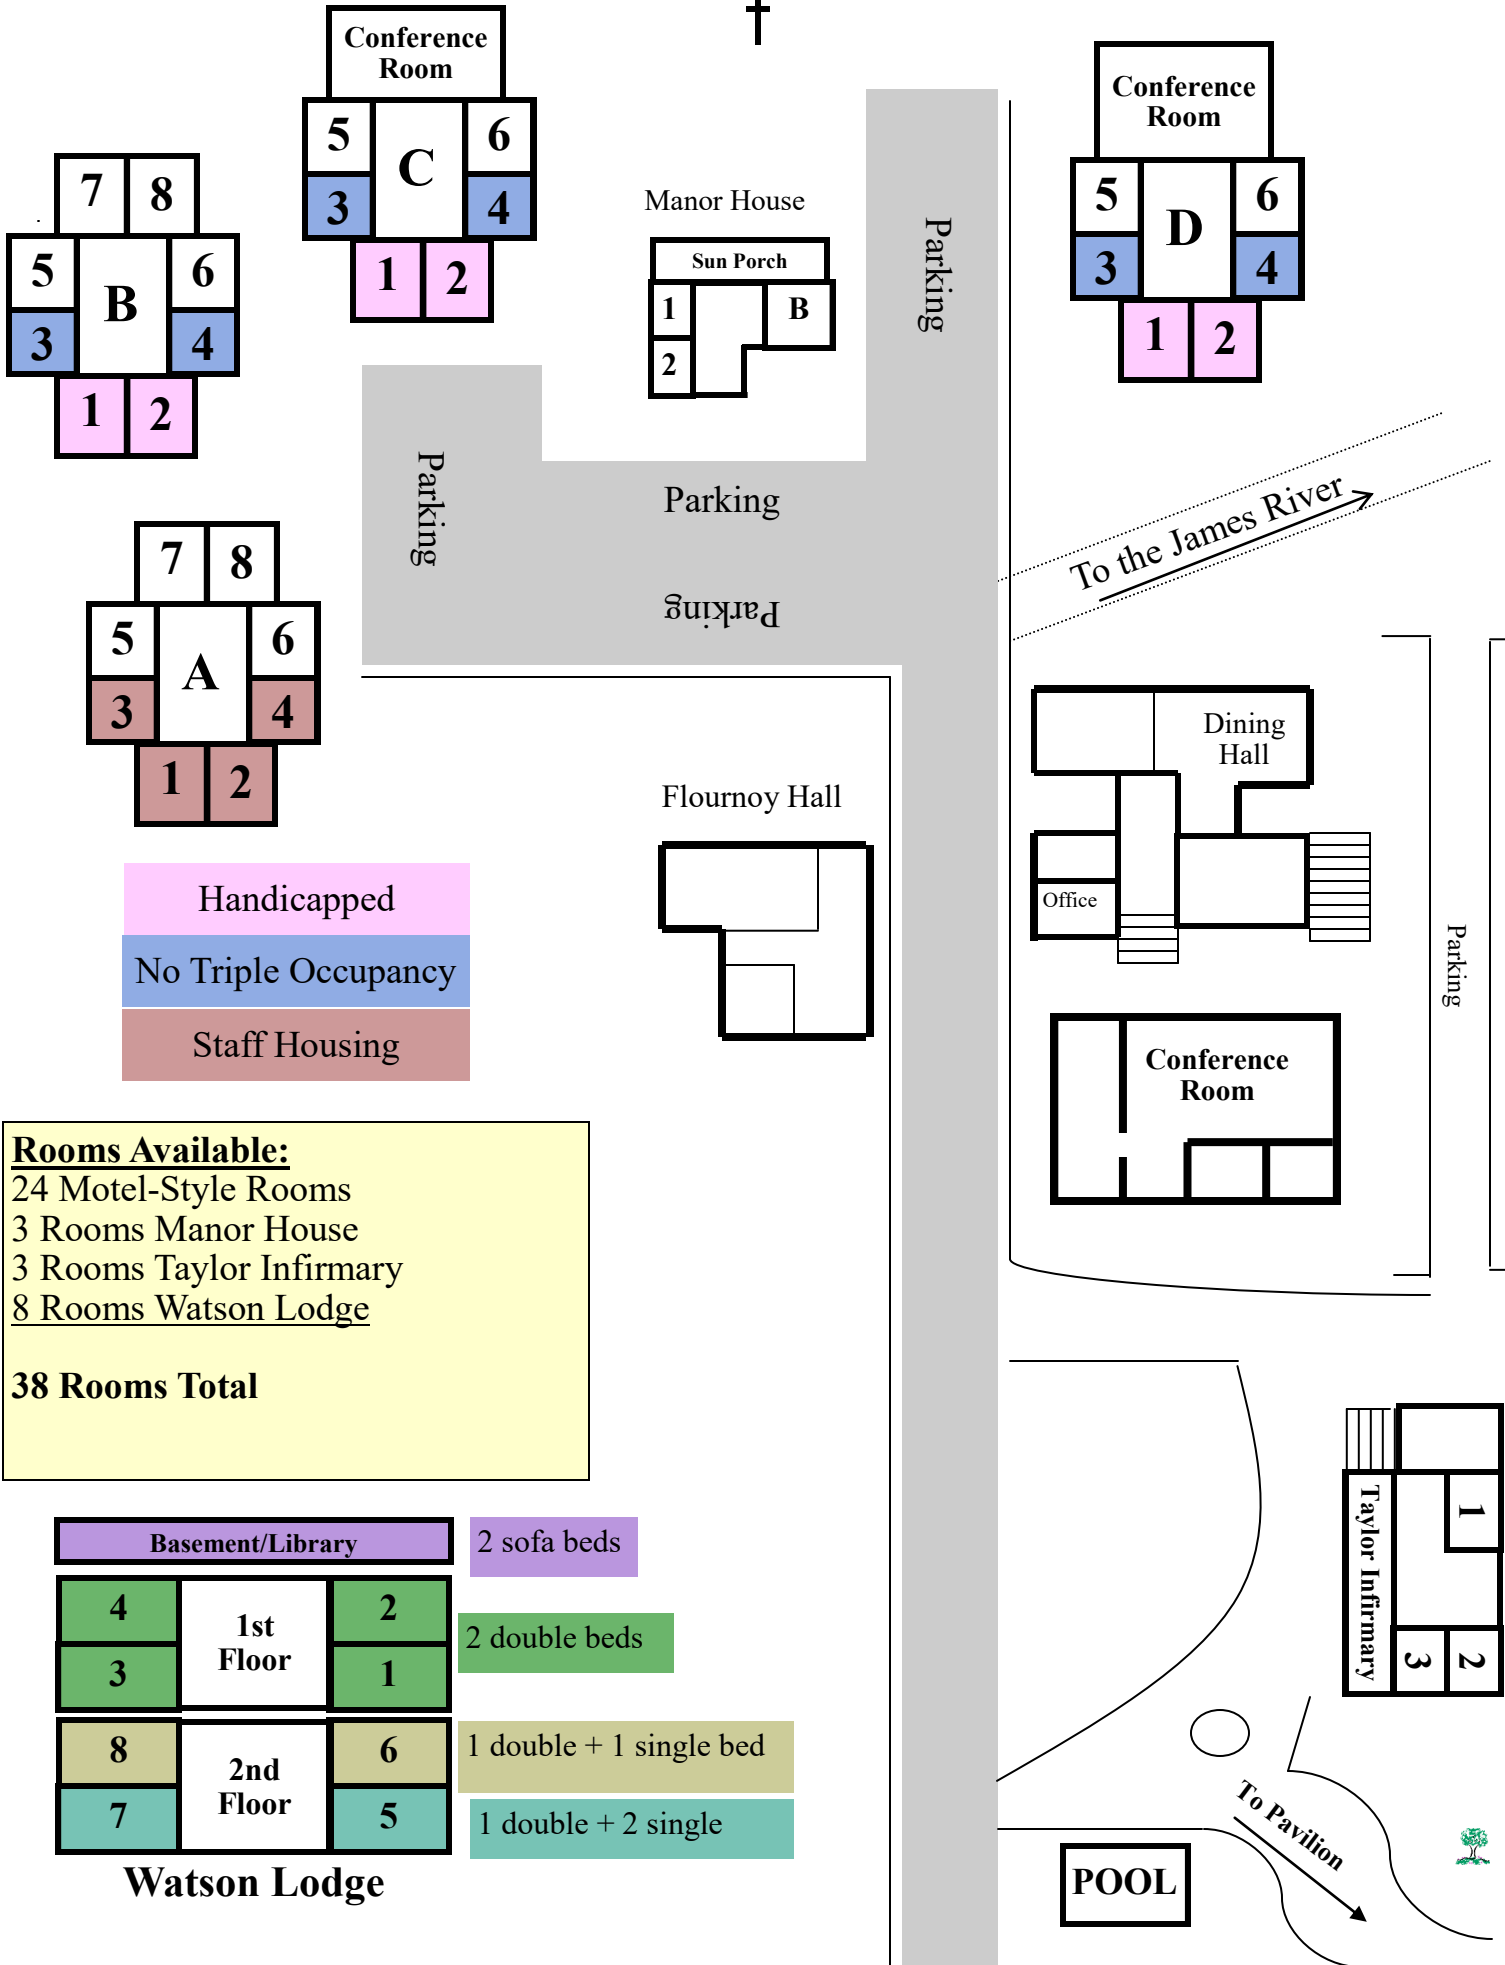 Conference
Room
5
C
6
3
4
1
2
7
8
5
B
6
3
4
1
2
Manor House
Sun Porch
1
B
2
Parking
Conference
Room
5
D
6
3
4
1
2
Parking
Parking
Parking
To the James River
7
8
5
A
6
3
4
1
2
Dining
Hall
Office
Flournoy Hall
Handicapped
No Triple Occupancy
Staff Housing
Parking
Conference
Room
Rooms Available:
24 Motel-Style Rooms
3 Rooms Manor House
3 Rooms Taylor Infirmary
8 Rooms Watson Lodge
38 Rooms Total
Taylor Infirmary
1
3
2
Basement/Library
2 sofa beds
4
1st
Floor
2
3
1
2 double beds
8
2nd
Floor
6
7
5
1 double + 1 single bed
1 double + 2 single
Watson Lodge
To Pavilion
POOL